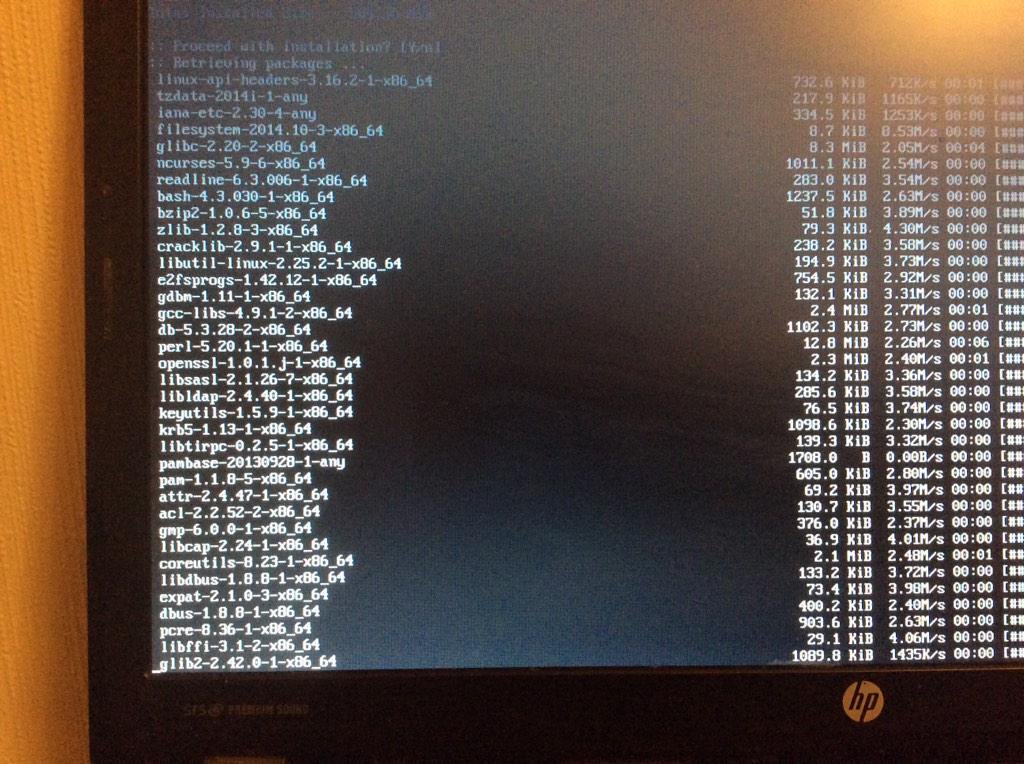 Total Installed Size:
:: Proceed with installation? [Y/n]
:: Retrieving packages ...
linux-api-headers-3.16.2-1-x86_64 732.6 KiB 712K/s 00:01 [###
tzdata-2014i-1-any 217.9 KiB 1165K/s 00:00 [###
iana-etc-2.30-4-any 334.5 KiB 1253K/s 00:00 [###
filesystem-2014.10-3-x86_64 8.7 KiB 8.53M/s 00:00 [###
glibc-2.20-2-x86_64 8.3 MiB 2.05M/s 00:04 [###
ncurses-5.9-6-x86_64 1011.1 KiB 2.54M/s 00:00 [###
readline-6.3.006-1-x86_64 283.0 KiB 3.54M/s 00:00 [###
bash-4.3.030-1-x86_64 1237.5 KiB 2.63M/s 00:00 [###
bzip2-1.0.6-5-x86_64 51.8 KiB 3.89M/s 00:00 [###
zlib-1.2.8-3-x86_64 79.3 KiB 4.30M/s 00:00 [###
cracklib-2.9.1-1-x86_64 238.2 KiB 3.58M/s 00:00 [###
libutil-linux-2.25.2-1-x86_64 194.9 KiB 3.73M/s 00:00 [###
e2fsprogs-1.42.12-1-x86_64 754.5 KiB 2.92M/s 00:00 [###
gdbm-1.11-1-x86_64 132.1 KiB 3.31M/s 00:00 [###
gcc-libs-4.9.1-2-x86_64 2.4 MiB 2.77M/s 00:01 [###
db-5.3.28-2-x86_64 1102.3 KiB 2.73M/s 00:00 [###
perl-5.20.1-1-x86_64 12.8 MiB 2.26M/s 00:06 [###
openssl-1.0.1.j-1-x86_64 2.3 MiB 2.40M/s 00:01 [###
libsasl-2.1.26-7-x86_64 134.2 KiB 3.36M/s 00:00 [###
libldap-2.4.40-1-x86_64 285.6 KiB 3.58M/s 00:00 [###
keyutils-1.5.9-1-x86_64 76.5 KiB 3.74M/s 00:00 [##
krb5-1.13-1-x86_64 1098.6 KiB 2.30M/s 00:00 [##
libtirpc-0.2.5-1-x86_64 139.3 KiB 3.32M/s 00:00 [##
pambase-20130928-1-any 1708.0 B 0.00B/s 00:00 [##
pam-1.1.8-5-x86_64 605.0 KiB 2.80M/s 00:00 [##
attr-2.4.47-1-x86_64 69.2 KiB 3.97M/s 00:00 [##
acl-2.2.52-2-x86_64 130.7 KiB 3.55M/s 00:00 [##
gmp-6.0.0-1-x86_64 376.0 KiB 2.37M/s 00:00 [##
libcap-2.24-1-x86_64 36.9 KiB 4.01M/s 00:00 [##
coreutils-8.23-1-x86_64 2.1 MiB 2.48M/s 00:01 [##
libdbus-1.8.8-1-x86_64 133.2 KiB 3.72M/s 00:00 [##
expat-2.1.0-3-x86_64 73.4 KiB 3.98M/s 00:00 [##
dbus-1.8.8-1-x86_64 400.2 KiB 2.40M/s 00:00 [##
pcre-8.36-1-x86_64 903.6 KiB 2.63M/s 00:00 [##
libffi-3.1-2-x86_64 29.1 KiB 4.06M/s 00:00 [##
glib2-2.42.0-1-x86_64 1089.8 KiB 1435K/s 00:00 [##
SRS PREMIUM SOUND
hp